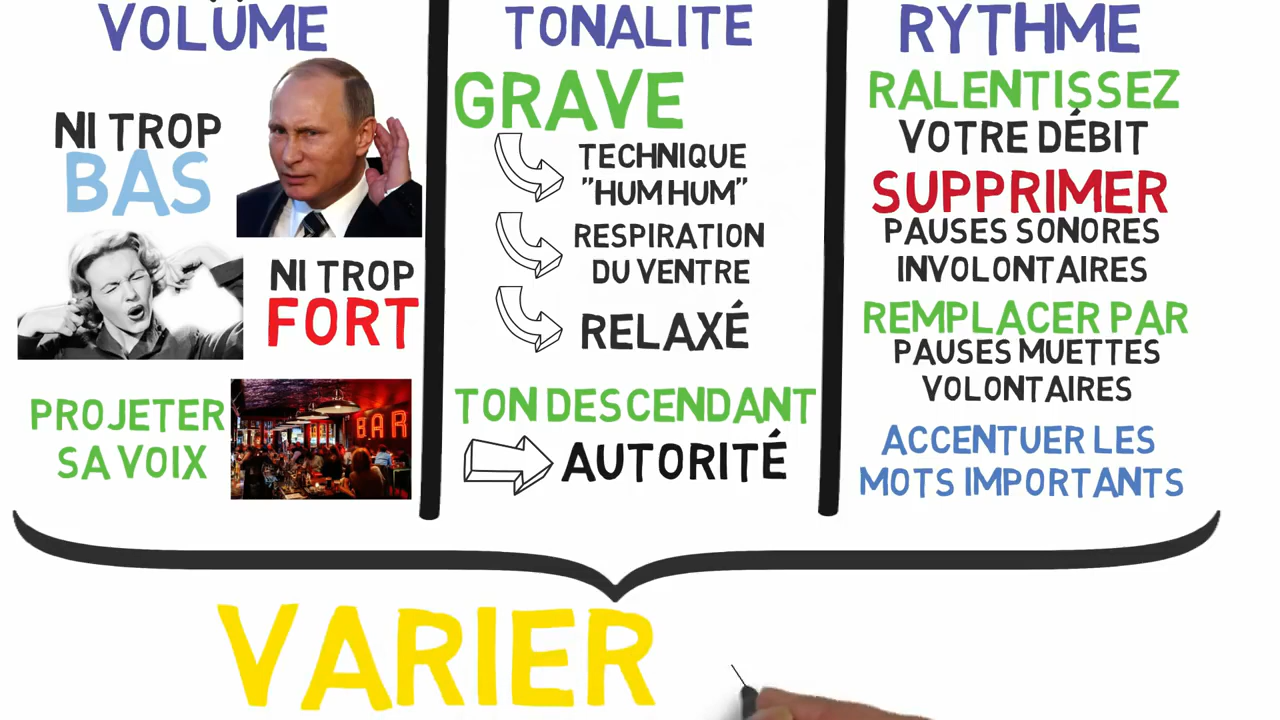 VOLUME
NI TROP
BAS
NI TROP
FORT
PROJETER
SA VOIX
BAR
TONALITE
GRAVE
TECHNIQUE
"HUM HUM"
RESPIRATION
DU VENTRE
RELAXÉ
TON DESCENDANT
AUTORITÉ
RYTHME
RALENTISSEZ
VOTRE DÉBIT
SUPPRIMER
PAUSES SONORES
INVOLONTAIRES
REMPLACER PAR
PAUSES MUETTES
VOLONTAIRES
ACCENTUER LES
MOTS IMPORTANTS
VARIER